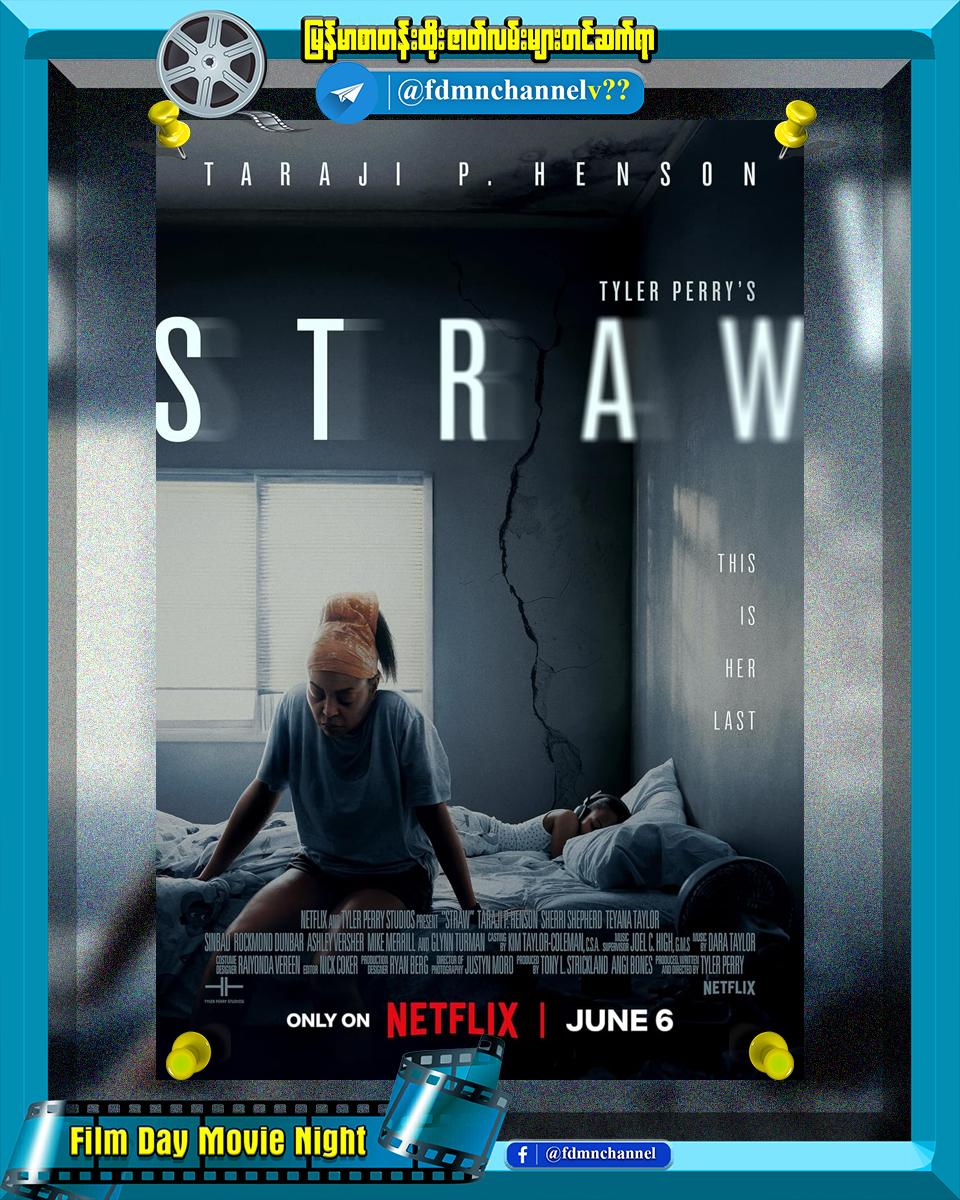 မြန်မာစာတန်းထိုးဇာတ်လမ်းများတင်ဆက်ရာ
@fdmnchannelv??
TARAJI P. HENSON
TYLER PERRY'S
STRAW
THIS
IS
HER
LAST
NETFLIX AND TYLER PERRY STUDIOS PRESENT "STRAW" TARAJI P. HENSON SHERRI SHEPHERD TEYANA TAYLOR
SINBAD ROCKMOND DUNBAR ASHLEY VERSHER MIKE MERRILL AND GLYNN TURMAN CASTING BY KIM TAYLOR-COLEMAN, C.S.A. MUSIC SUPERVISOR JOEL C. HIGH, G.M.S MUSIC BY DARA TAYLOR
COSTUME DESIGNER RAIYONDA VEREEN EDITOR NICK COKER PRODUCTION DESIGNER RYAN BERG DIRECTOR OF PHOTOGRAPHY JUSTYN MORO PRODUCED BY TONY L. STRICKLAND ANGI BONES PRODUCED, WRITTEN AND DIRECTED BY TYLER PERRY
TYLER PERRY STUDIOS
NETFLIX
ONLY ON NETFLIX | JUNE 6
Film Day Movie Night
@fdmnchannel